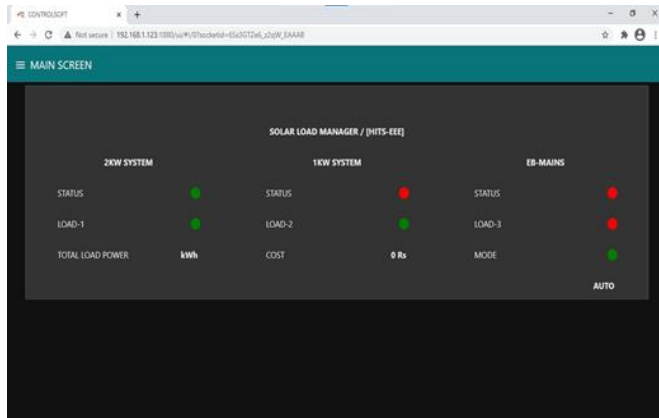 CONTROLSOFT
Not secure | 192.168.1.123:1880/ui/#!/0?socketid=
MAIN SCREEN
SOLAR LOAD MANAGER / [HITS-EEE]
2KW SYSTEM 1KW SYSTEM EB-MAINS
STATUS STATUS STATUS
LOAD-1 LOAD-2 LOAD-3
TOTAL LOAD POWER kWh COST 0 Rs MODE
AUTO